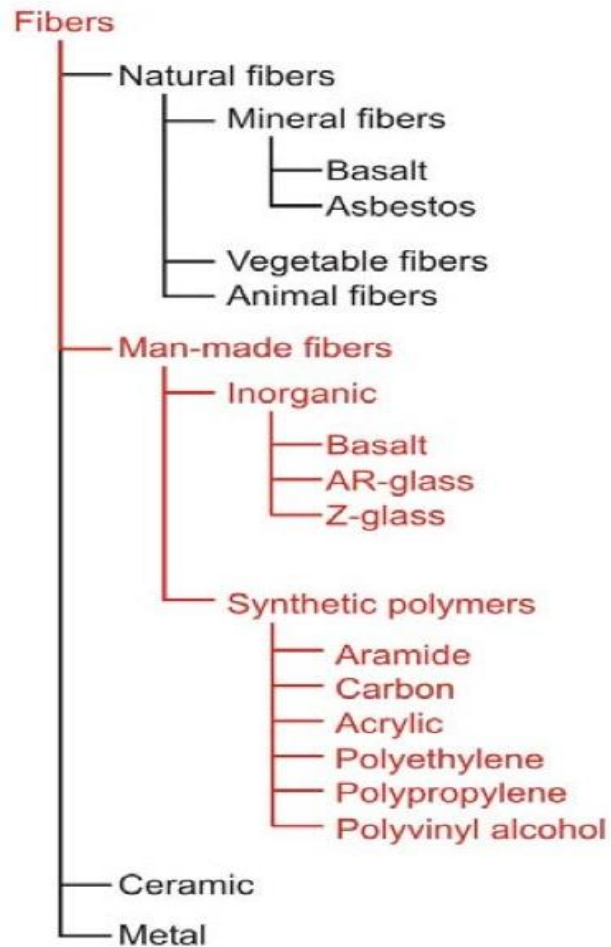 Fibers
Natural fibers
Mineral fibers
Basalt
Asbestos
Vegetable fibers
Animal fibers
Man-made fibers
Inorganic
Basalt
AR-glass
Z-glass
Synthetic polymers
Aramide
Carbon
Acrylic
Polyethylene
Polypropylene
Polyvinyl alcohol
Ceramic
Metal